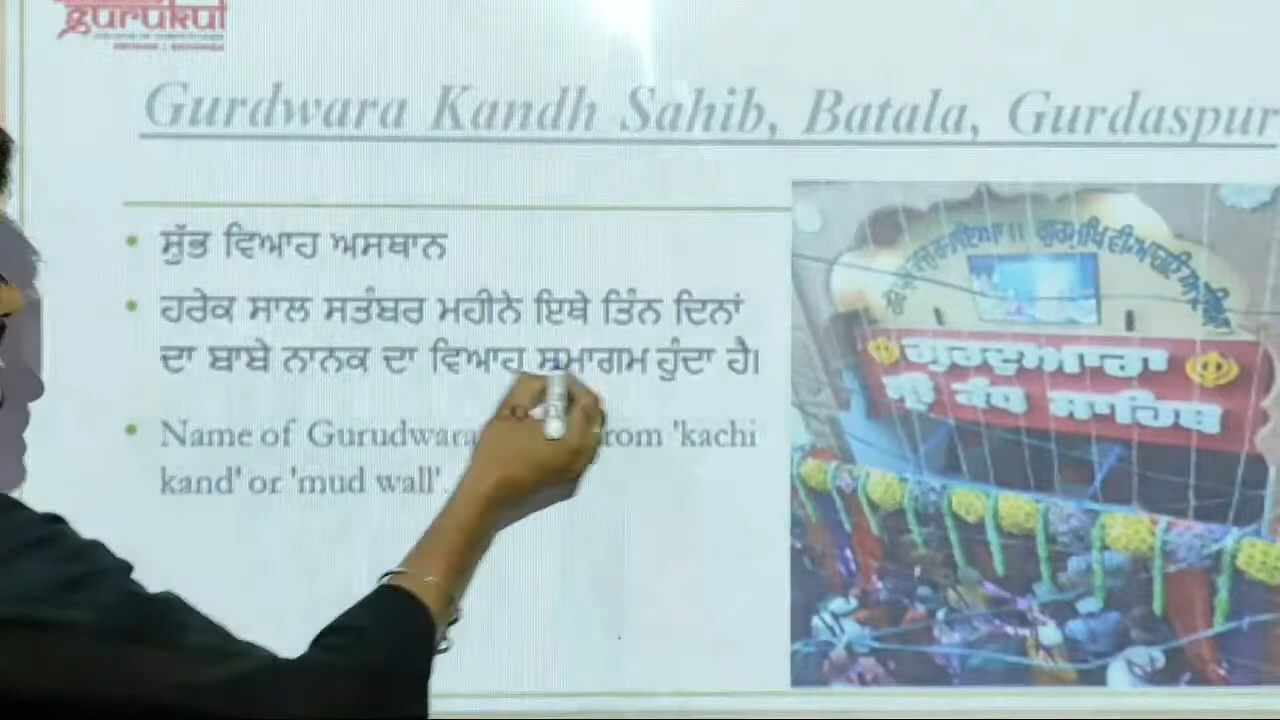 gurukul
Gurdwara Kandh Sahib, Batala, Gurdaspur
ਸ਼ੁੱਭ ਵਿਆਹ ਅਸਥਾਨ
ਹਰੇਕ ਸਾਲ ਸਤੰਬਰ ਮਹੀਨੇ ਇਥੇ ਤਿੰਨ ਦਿਨਾਂ
ਦਾ ਬਾਬੇ ਨਾਨਕ ਦਾ ਵਿਆਹ ਸਮਾਗਮ ਹੁੰਦਾ ਹੈ।
Name of Gurudwara rom 'kachi
kand' or 'mud wall'.
ਗੁਰਦੁਆਰਾ
ਸ੍ਰੀ ਕੰਧ ਸਾਹਿਬ